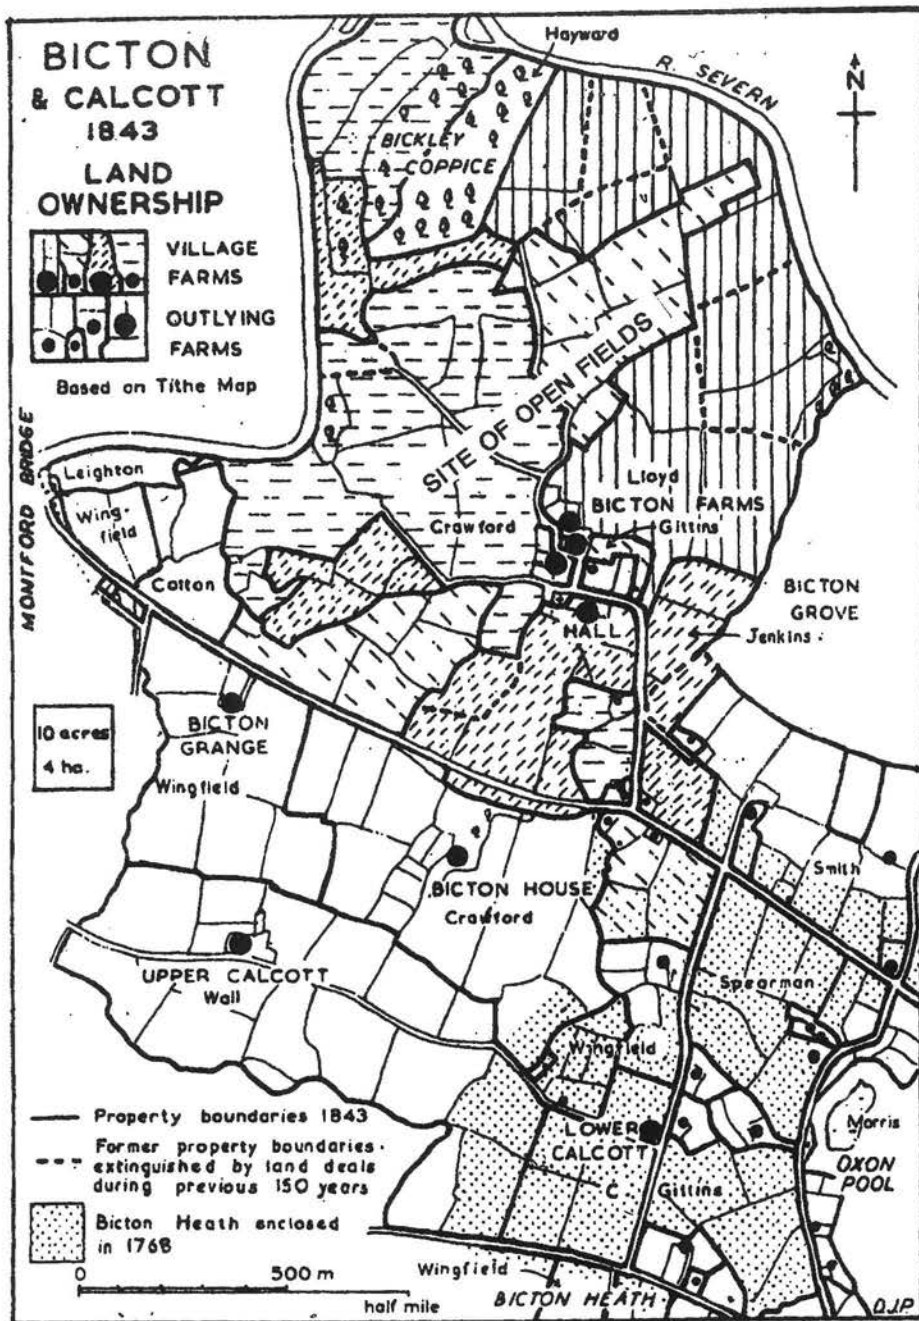 BICTON
& CALCOTT
1843
LAND
OWNERSHIP
VILLAGE
FARMS
OUTLYING
FARMS
Based on Tithe Map
Hayward
R. SEVERN
N
BICKLEY
COPPICE
SITE OF OPEN FIELDS
MONTFORD BRIDGE
Leighton
Wing-
field
Cotton
Crawford
Lloyd
BICTON FARMS
Gittins
BICTON
GROVE
Jenkins
HALL
10 acres
4 ha.
BICTON
GRANGE
Wingfield
BICTON HOUSE
Crawford
Smith
UPPER CALCOTT
Wall
Spearman
Wingfield
LOWER
CALCOTT
C
Gittins
Morris
OXON
POOL
Property boundaries 1843
Former property boundaries
extinguished by land deals
during previous 150 years
Bicton Heath enclosed
in 1768
0 500 m
half mile
Wingfield
BICTON HEATH
D.J.P.